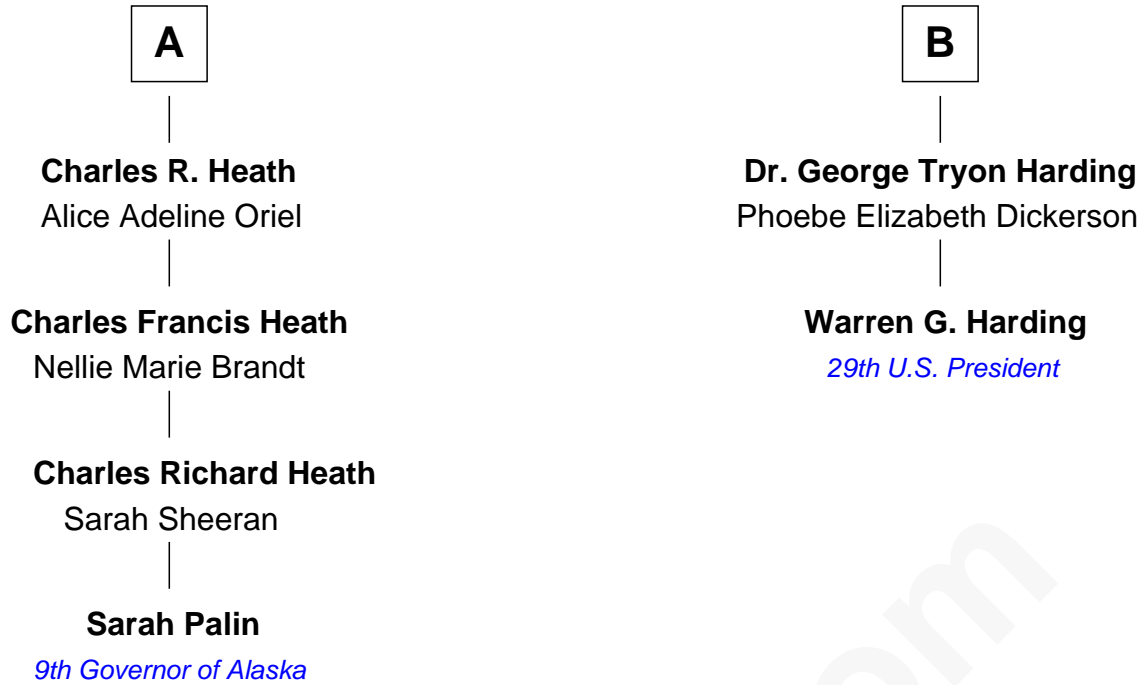 A
Charles R. Heath
Alice Adeline Oriel
Charles Francis Heath
Nellie Marie Brandt
Charles Richard Heath
Sarah Sheeran
Sarah Palin
9th Governor of Alaska
B
Dr. George Tryon Harding
Phoebe Elizabeth Dickerson
Warren G. Harding
29th U.S. President
om